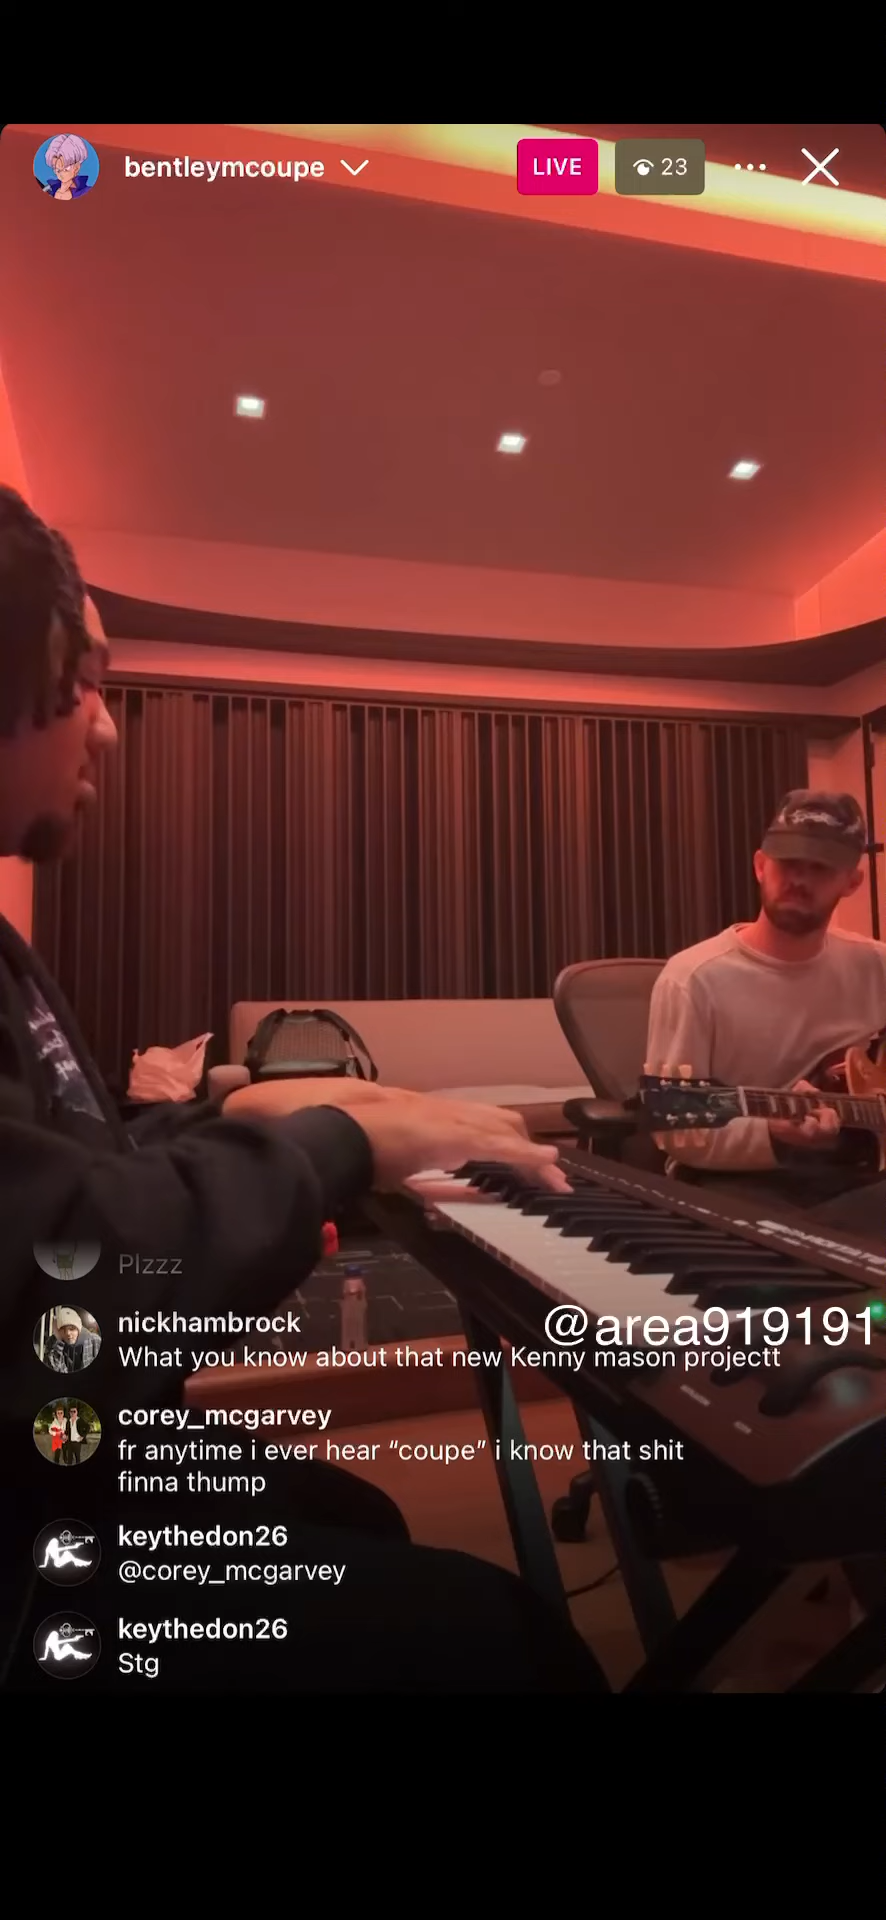 bentleymcoupe
LIVE
23
Plzzz
nickhambrock
@area919191
What you know about that new Kenny mason projectt
corey_mcgarvey
fr anytime i ever hear “coupe” i know that shit
finna thump
keythedon26
@corey_mcgarvey
keythedon26
Stg